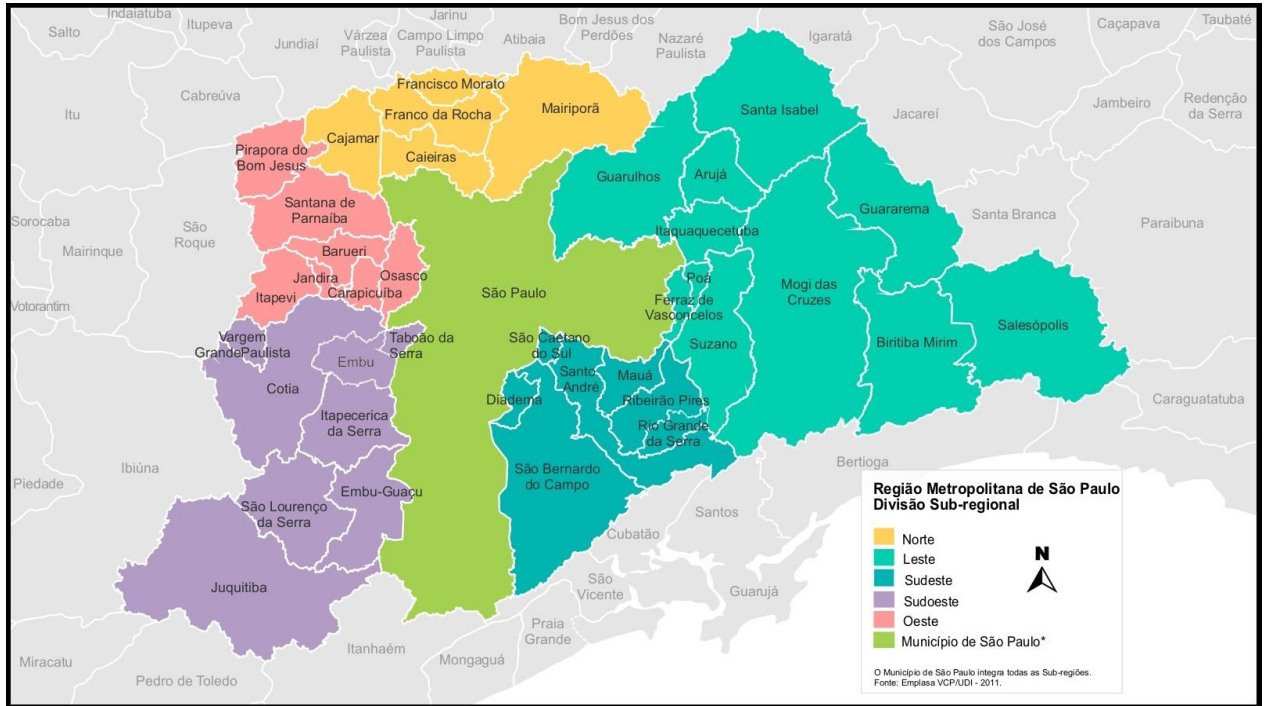 Indaiatuba
Salto
Itupeva
Jundiaí
Várzea
Paulista
Jarinu
Campo Limpo
Paulista
Atibaia
Bom Jesus dos
Perdões
Nazaré
Paulista
Igaratá
São José
dos Campos
Caçapava
Taubaté
Itu
Cabreúva
Francisco Morato
Franco da Rocha
Mairiporã
Cajamar
Caieiras
Santa Isabel
Jacareí
Jambeiro
Redenção
da Serra
Pirapora do
Bom Jesus
Guarulhos
Arujá
Santana de
Parnaíba
Guararema
Santa Branca
Paraibuna
Sorocaba
Mairinque
São
Roque
Itaquaquecetuba
Barueri
Jandira
Osasco
Itapevi
Carapicuíba
São Paulo
Poá
Ferraz de
Vasconcelos
Mogi das
Cruzes
Votorantim
Salesópolis
Vargem
GrandePaulista
Taboão da
Serra
Embu
São Caetano
do Sul
Suzano
Biritiba Mirim
Cotia
Santo
André
Mauá
Diadema
Ribeirão Pires
Caraguatatuba
Itapecerica
da Serra
Rio Grande
da Serra
Ibiúna
Piedade
São Bernardo
do Campo
Bertioga
Embu-Guaçu
São Lourenço
da Serra
Santos
Cubatão
Juquitiba
São
Vicente
Guarujá
Praia
Grande
Itanhaém
Mongaguá
Miracatu
Pedro de Toledo
Região Metropolitana de São Paulo
Divisão Sub-regional
Norte
Leste
Sudeste
Sudoeste
Oeste
Município de São Paulo*
N
O Município de São Paulo integra todas as Sub-regiões.
Fonte: Emplasa VCP/UDI - 2011.